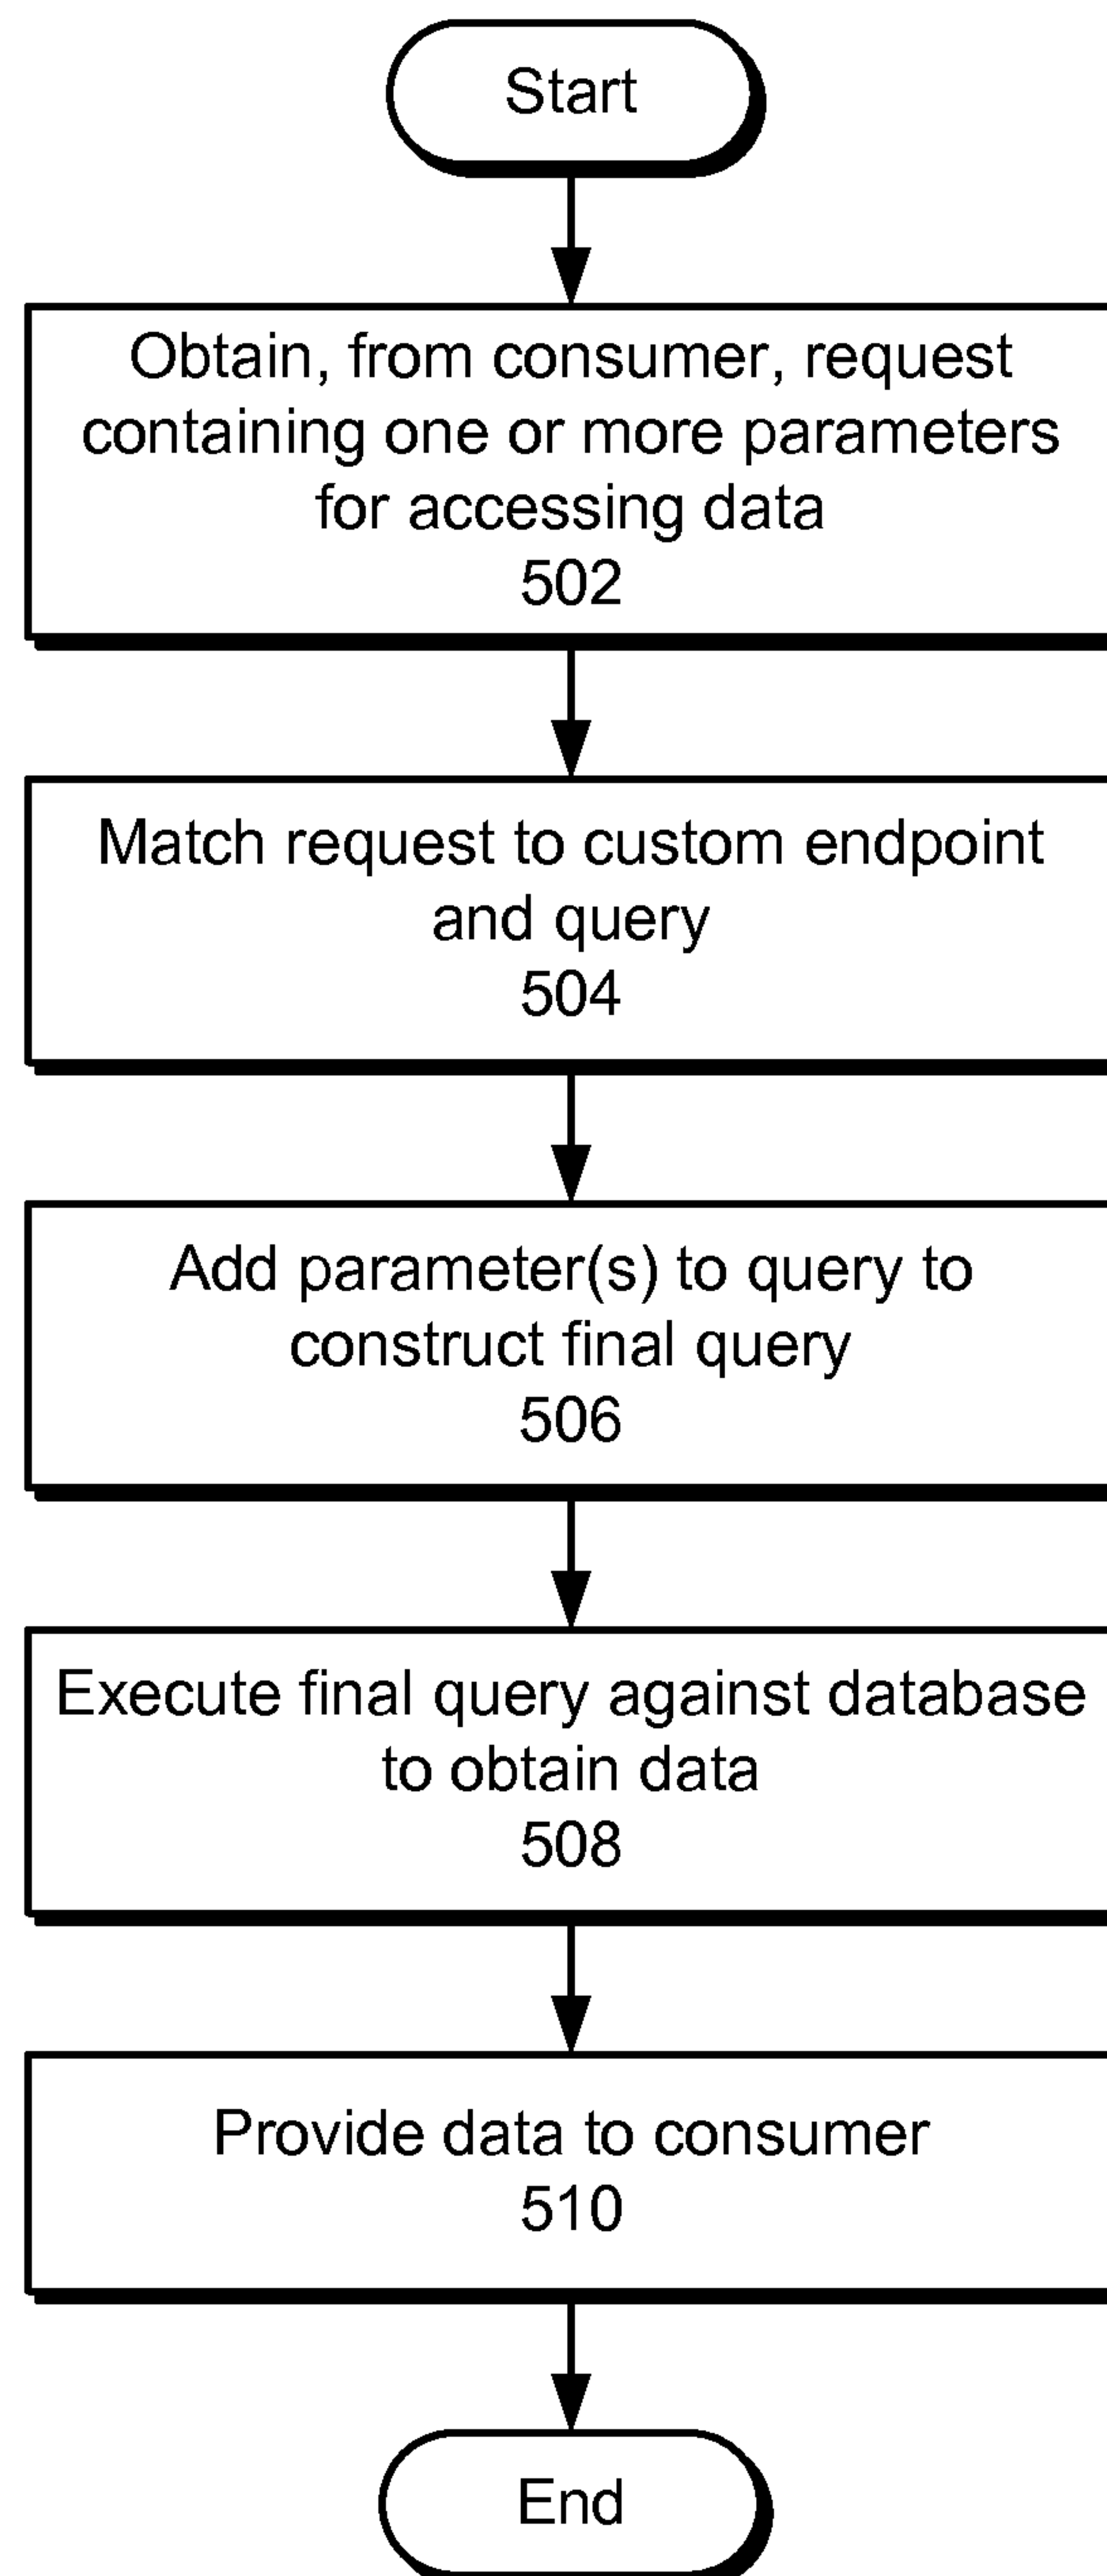 Start
Obtain, from consumer, request
containing one or more parameters
for accessing data
502
Match request to custom endpoint
and query
504
Add parameter(s) to query to
construct final query
506
Execute final query against database
to obtain data
508
Provide data to consumer
510
End